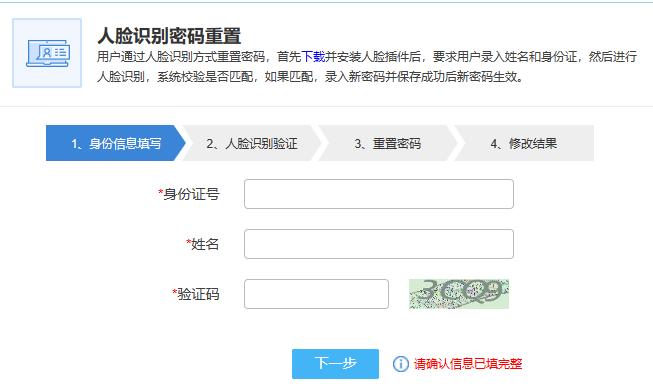 人脸识别密码重置
用户通过人脸识别方式重置密码，首先下载并安装人脸插件后，要求用户录入姓名和身份证，然后进行
人脸识别，系统校验是否匹配，如果匹配，录入新密码并保存成功后新密码生效。
1、身份信息填写 2、人脸识别验证 3、重置密码 4、修改结果
*身份证号
*姓名
*验证码 3CQ9
下一步 请确认信息已填完整